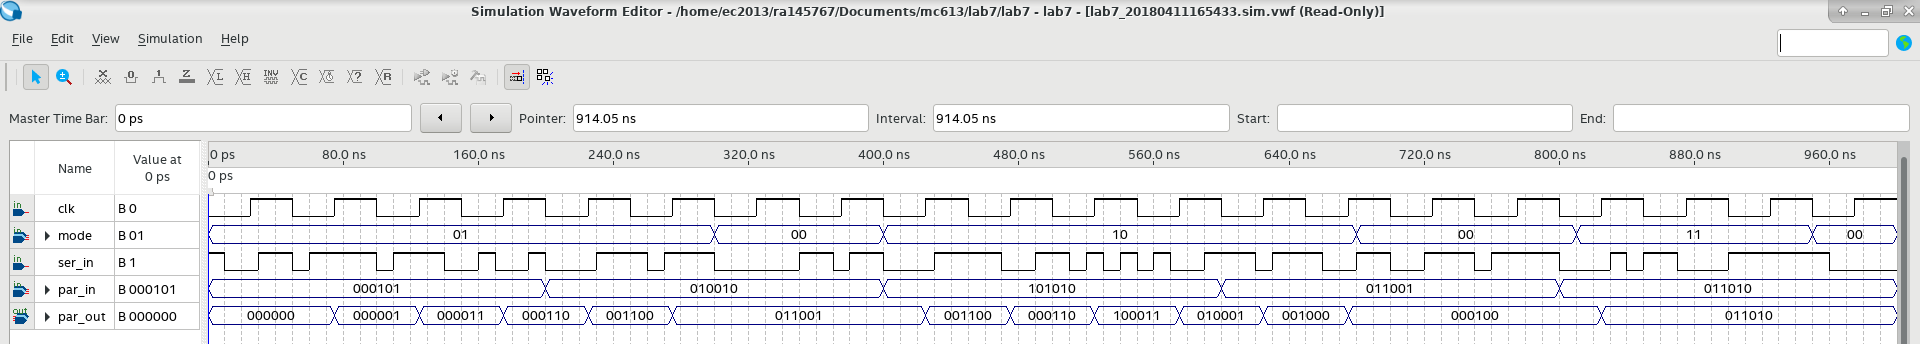 Simulation Waveform Editor - /home/ec2013/ra145767/Documents/mc613/lab7/lab7 - lab7 - [lab7_20180411165433.sim.vwf (Read-Only)]
File Edit View Simulation Help
Master Time Bar: 0 ps Pointer: 914.05 ns Interval: 914.05 ns Start: End:
Name Value at 0 ps 0 ps 80.0 ns 160.0 ns 240.0 ns 320.0 ns 400.0 ns 480.0 ns 560.0 ns 640.0 ns 720.0 ns 800.0 ns 880.0 ns 960.0 ns
0 ps
in clk B 0
in mode B 01 01 00 10 00 11 00
in ser_in B 1
in par_in B 000101 000101 010010 101010 011001 011010
out par_out B 000000 000000 000001 000011 000110 001100 011001 001100 000110 100011 010001 001000 000100 011010